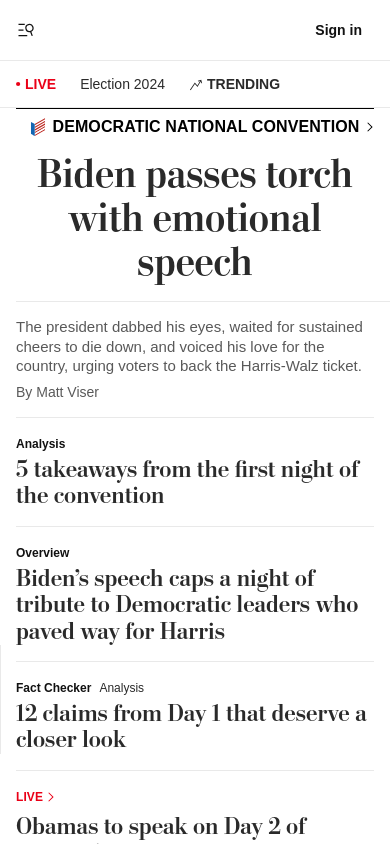 Sign in
LIVE Election 2024 TRENDING
DEMOCRATIC NATIONAL CONVENTION
Biden passes torch
with emotional
speech
The president dabbed his eyes, waited for sustained
cheers to die down, and voiced his love for the
country, urging voters to back the Harris-Walz ticket.
By Matt Viser
Analysis
5 takeaways from the first night of
the convention
Overview
Biden’s speech caps a night of
tribute to Democratic leaders who
paved way for Harris
Fact Checker Analysis
12 claims from Day 1 that deserve a
closer look
LIVE
Obamas to speak on Day 2 of